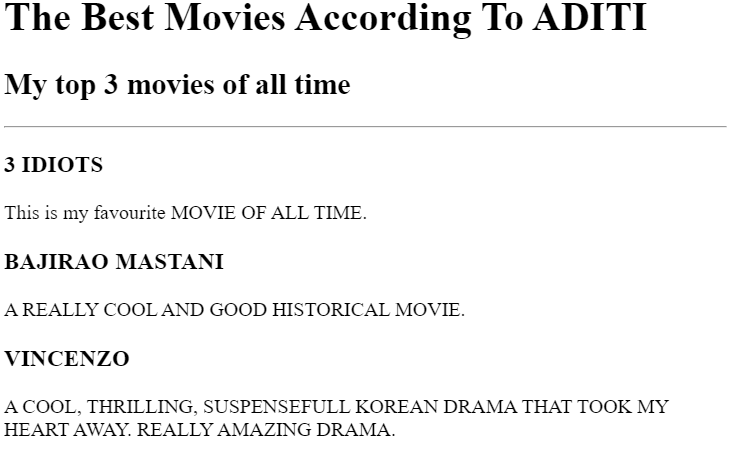 The Best Movies According To ADITI
My top 3 movies of all time
3 IDIOTS
This is my favourite MOVIE OF ALL TIME.
BAJIRAO MASTANI
A REALLY COOL AND GOOD HISTORICAL MOVIE.
VINCENZO
A COOL, THRILLING, SUSPENSEFULL KOREAN DRAMA THAT TOOK MY
HEART AWAY. REALLY AMAZING DRAMA.